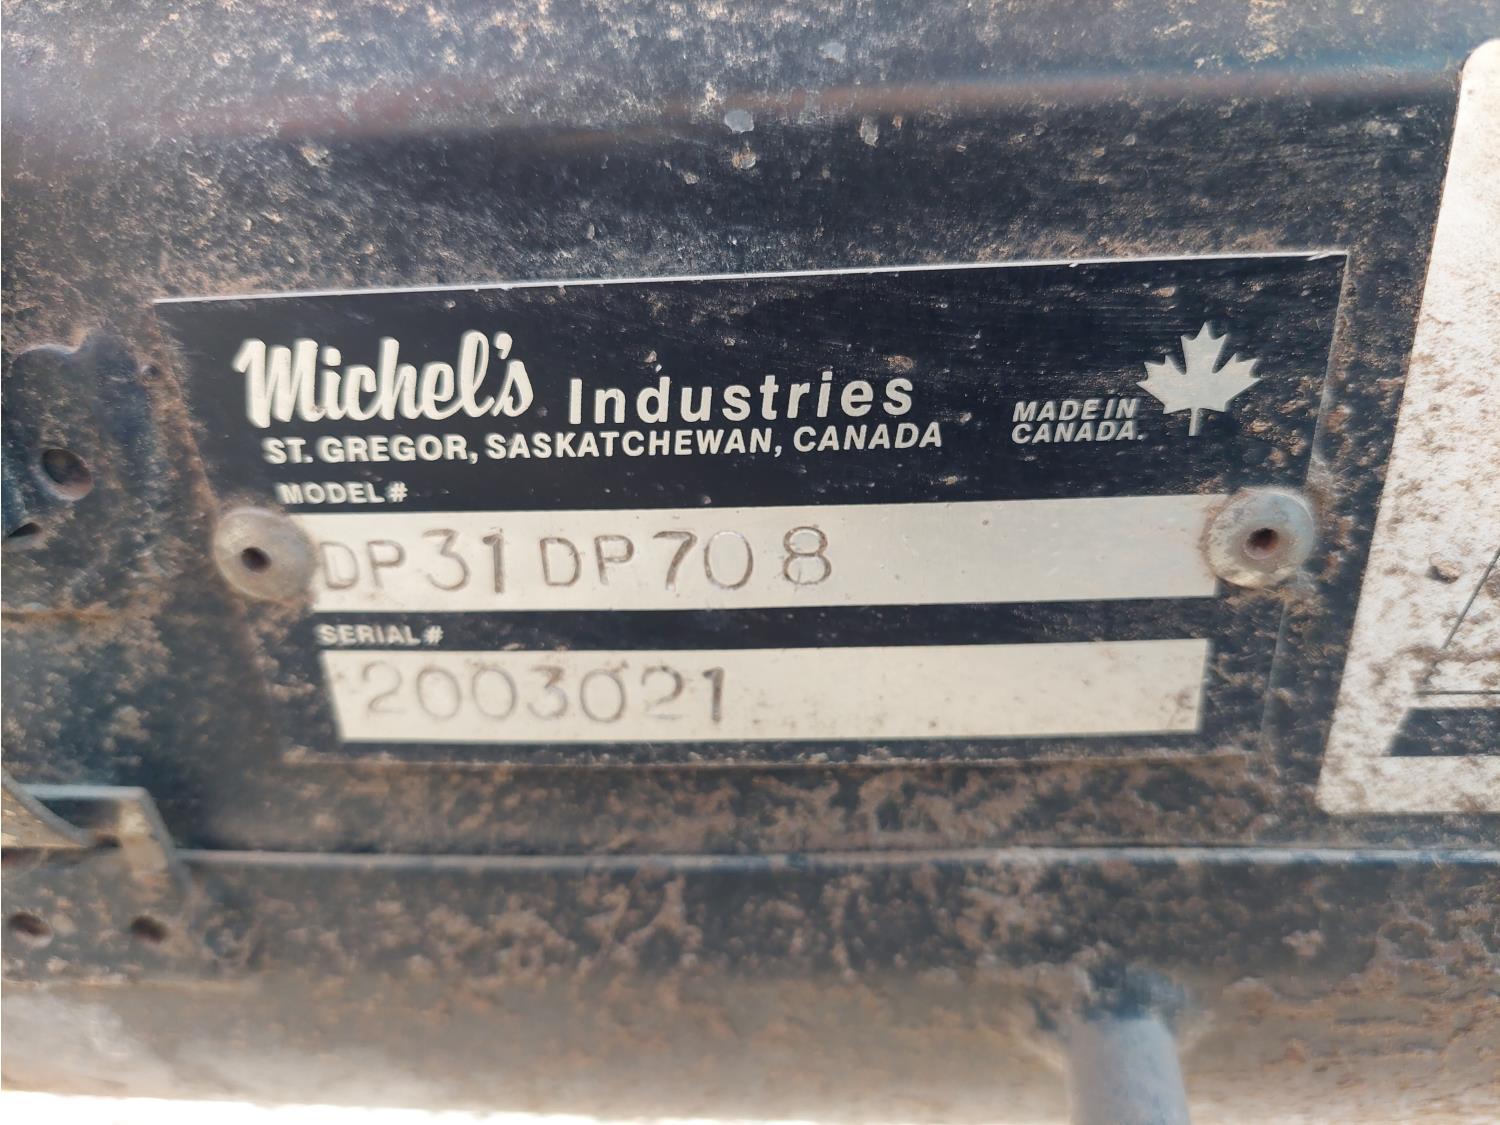 Michel's Industries
ST. GREGOR, SASKATCHEWAN, CANADA
MADE IN
CANADA.
MODEL #
DP31DP708
SERIAL #
2003021